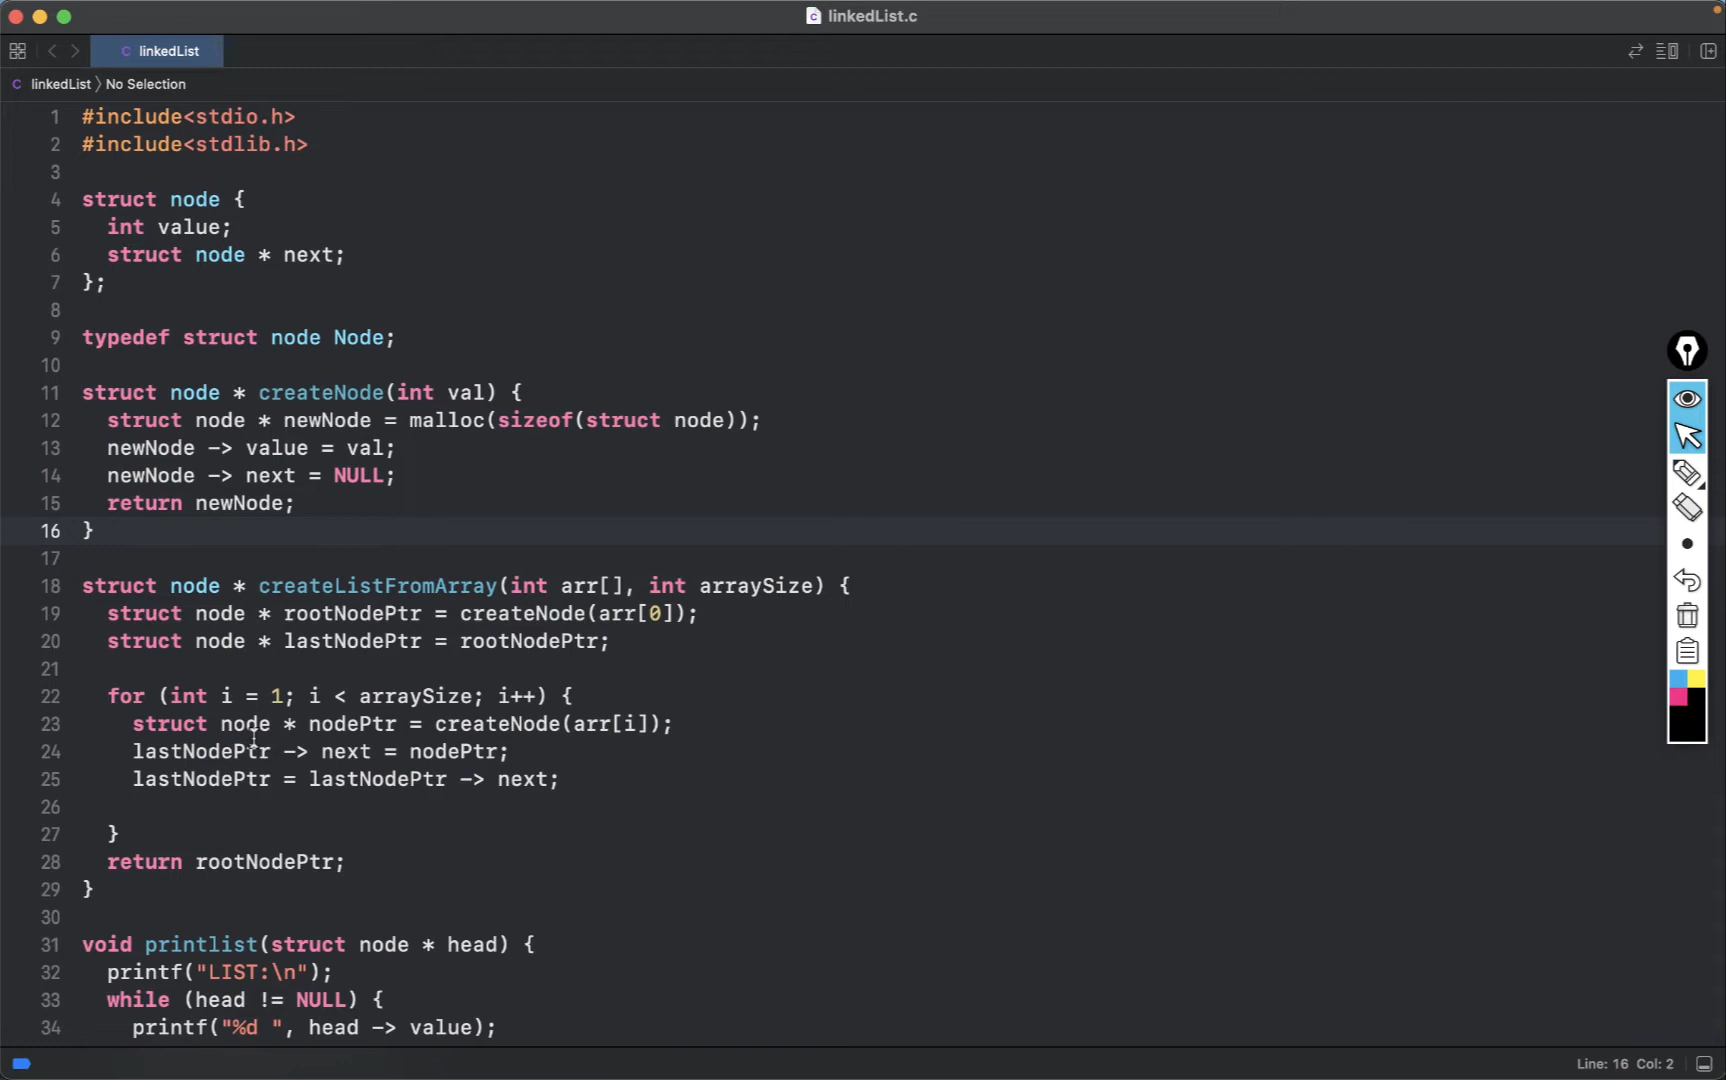 linkedList.c
linkedList
linkedList 〉 No Selection
1 #include<stdio.h>
2 #include<stdlib.h>
3
4 struct node {
5 int value;
6 struct node * next;
7 };
8
9 typedef struct node Node;
10
11 struct node * createNode(int val) {
12 struct node * newNode = malloc(sizeof(struct node));
13 newNode -> value = val;
14 newNode -> next = NULL;
15 return newNode;
16 }
17
18 struct node * createListFromArray(int arr[], int arraySize) {
19 struct node * rootNodePtr = createNode(arr[0]);
20 struct node * lastNodePtr = rootNodePtr;
21
22 for (int i = 1; i < arraySize; i++) {
23 struct node * nodePtr = createNode(arr[i]);
24 lastNodePtr -> next = nodePtr;
25 lastNodePtr = lastNodePtr -> next;
26
27 }
28 return rootNodePtr;
29 }
30
31 void printlist(struct node * head) {
32 printf("LIST:\n");
33 while (head != NULL) {
34 printf("%d ", head -> value);
Line: 16 Col: 2